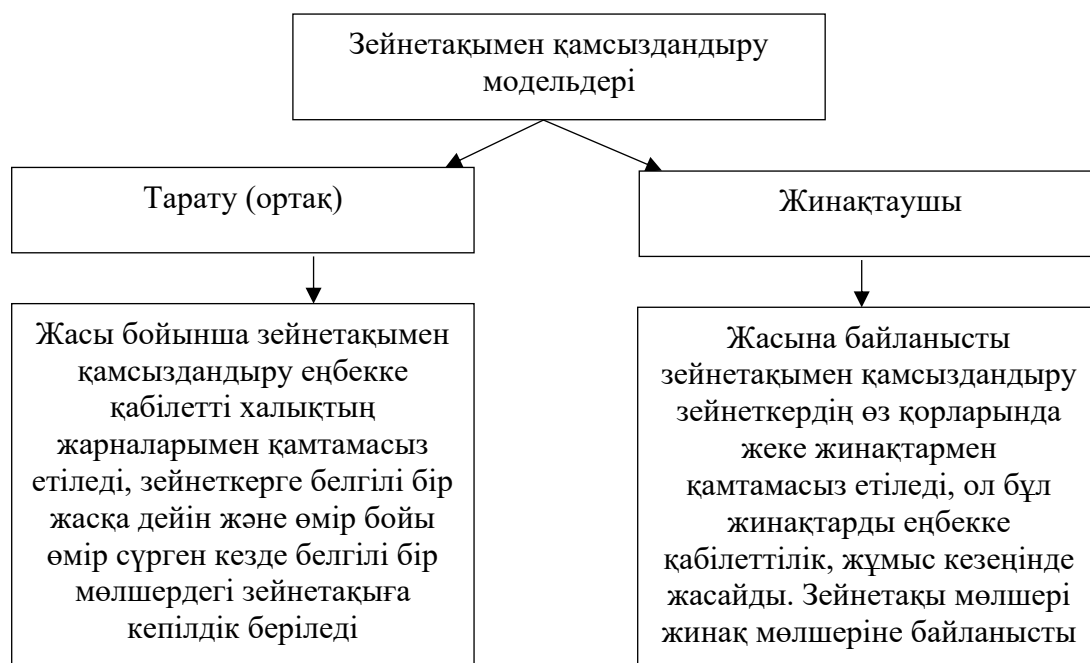 Зейнетақымен қамсыздандыру
модельдері
Тарату (ортақ)
Жинақтаушы
Жасы бойынша зейнетақымен
қамсыздандыру еңбекке
қабілетті халықтың
жарналарымен қамтамасыз
етіледі, зейнеткерге белгілі бір
жасқа дейін және өмір бойы
өмір сүрген кезде белгілі бір
мөлшердегі зейнетақыға
кепілдік беріледі
Жасына байланысты
зейнетақымен қамсыздандыру
зейнеткердің өз қорларында
жеке жинақтармен
қамтамасыз етіледі, ол бұл
жинақтарды еңбекке
қабілеттілік, жұмыс кезеңінде
жасайды. Зейнетақы мөлшері
жинақ мөлшеріне байланысты